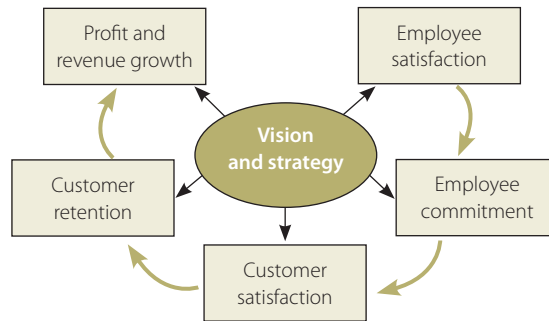 Profit and
revenue growth
Employee
satisfaction
Vision
and strategy
Customer
retention
Employee
commitment
Customer
satisfaction